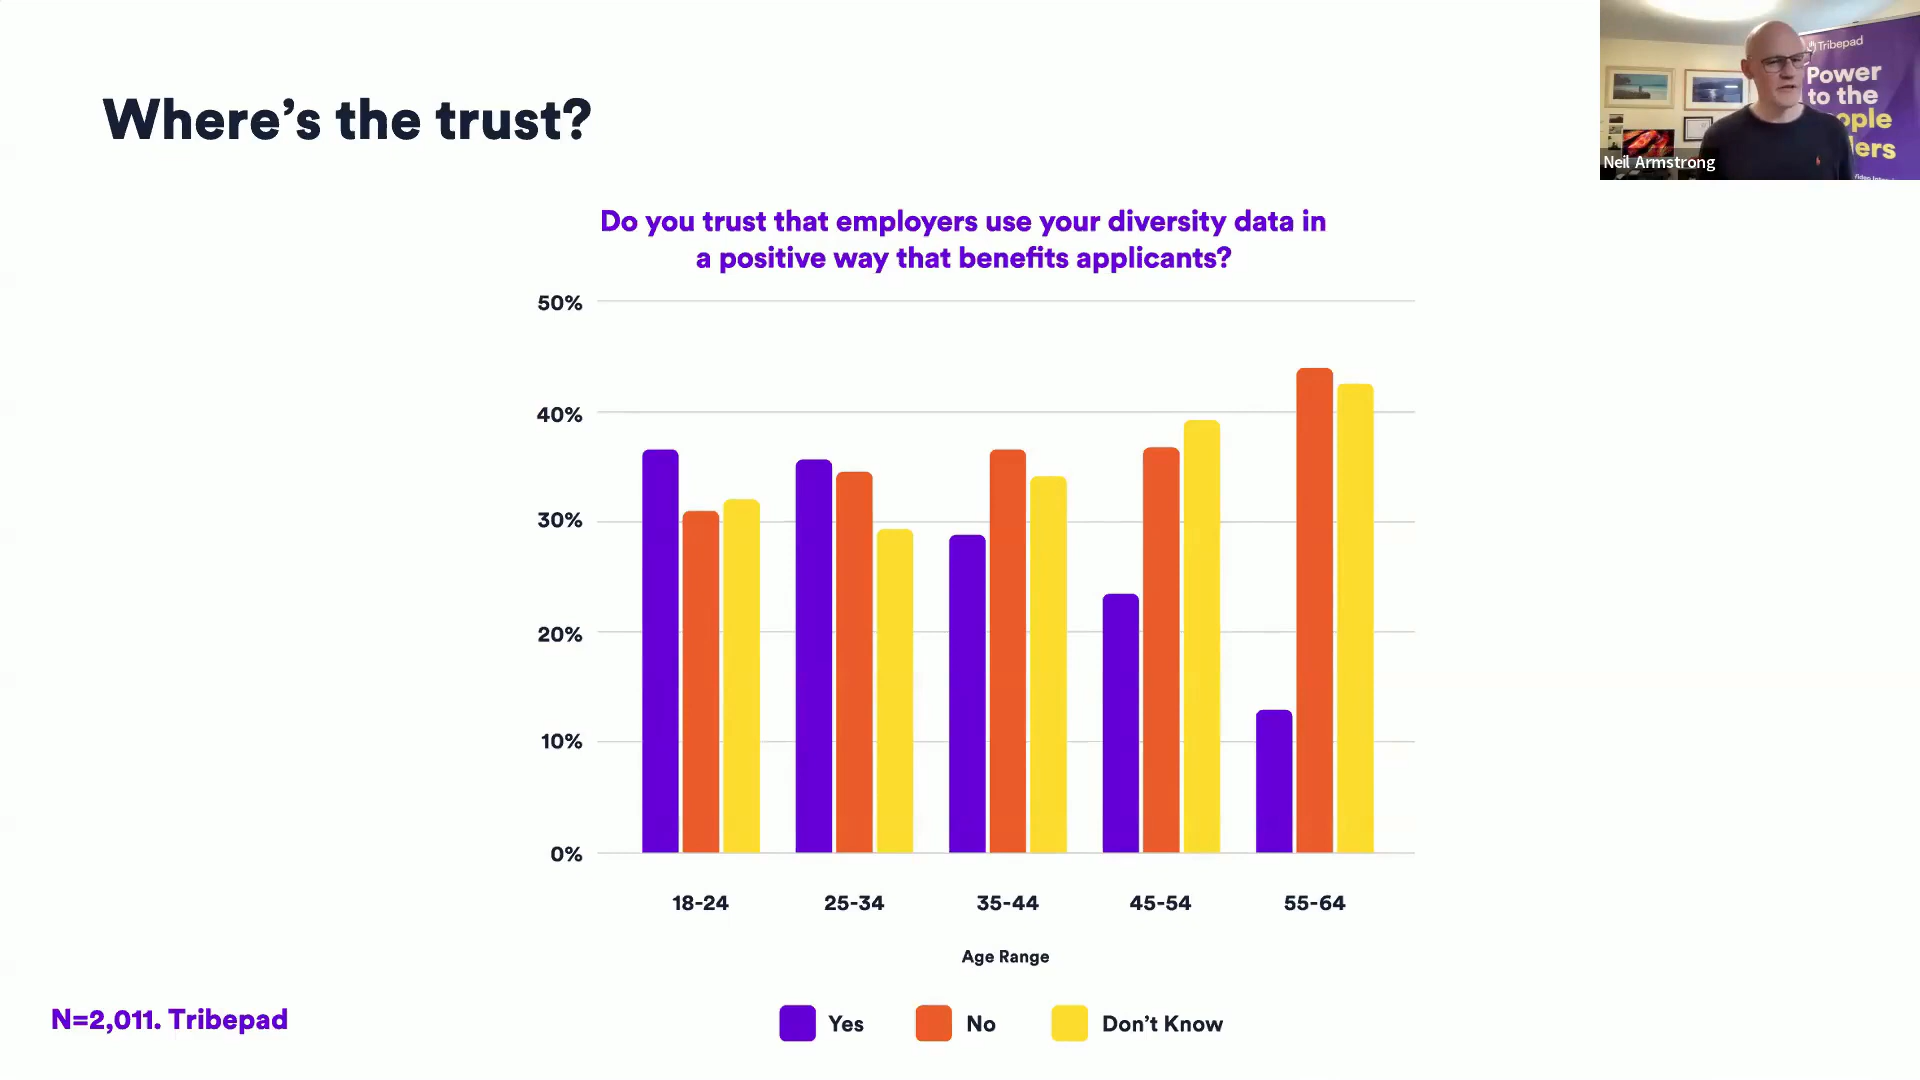 Where’s the trust?
Do you trust that employers use your diversity data in
a positive way that benefits applicants?
50%
40%
30%
20%
10%
0%
18-24
25-34
35-44
45-54
55-64
Age Range
Yes
No
Don’t Know
N=2,011. Tribepad
Tribepad
Power
to the
Neil Armstrong